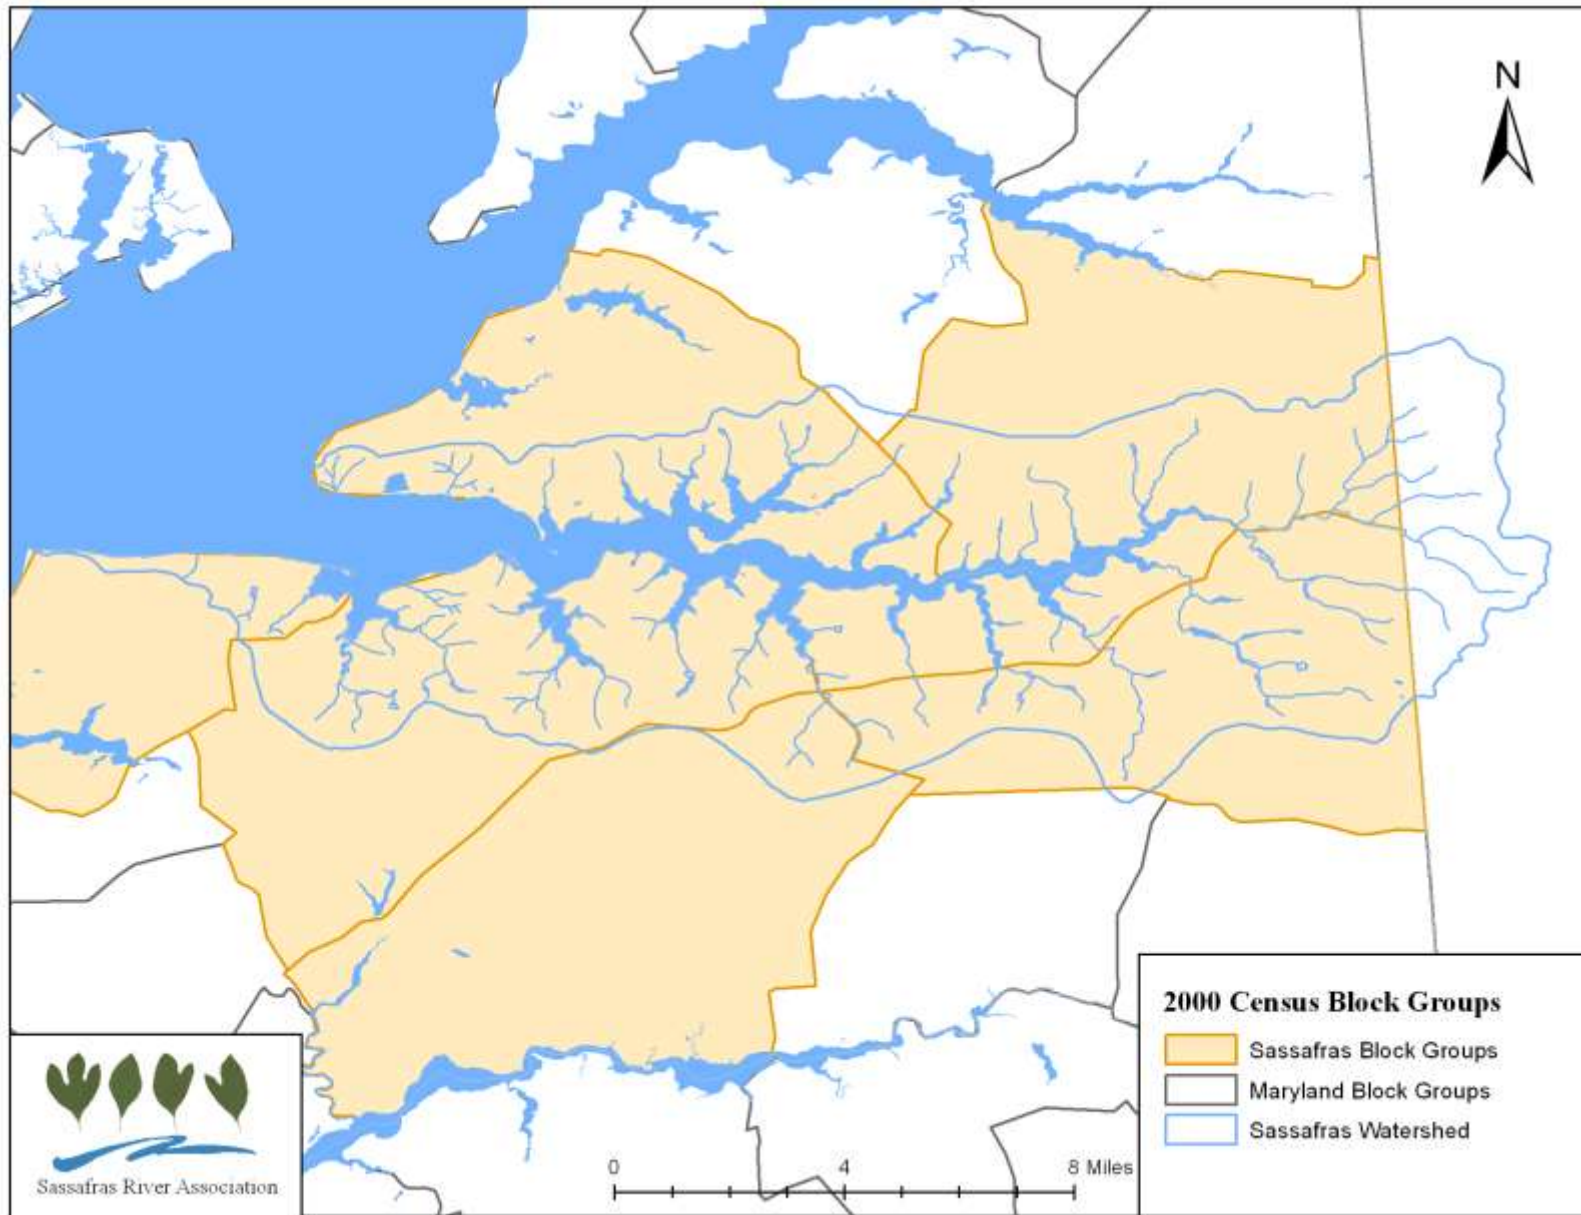 N
2000 Census Block Groups
Sassafras Block Groups
Maryland Block Groups
Sassafras Watershed
Sassafras River Association
0 4 8 Miles